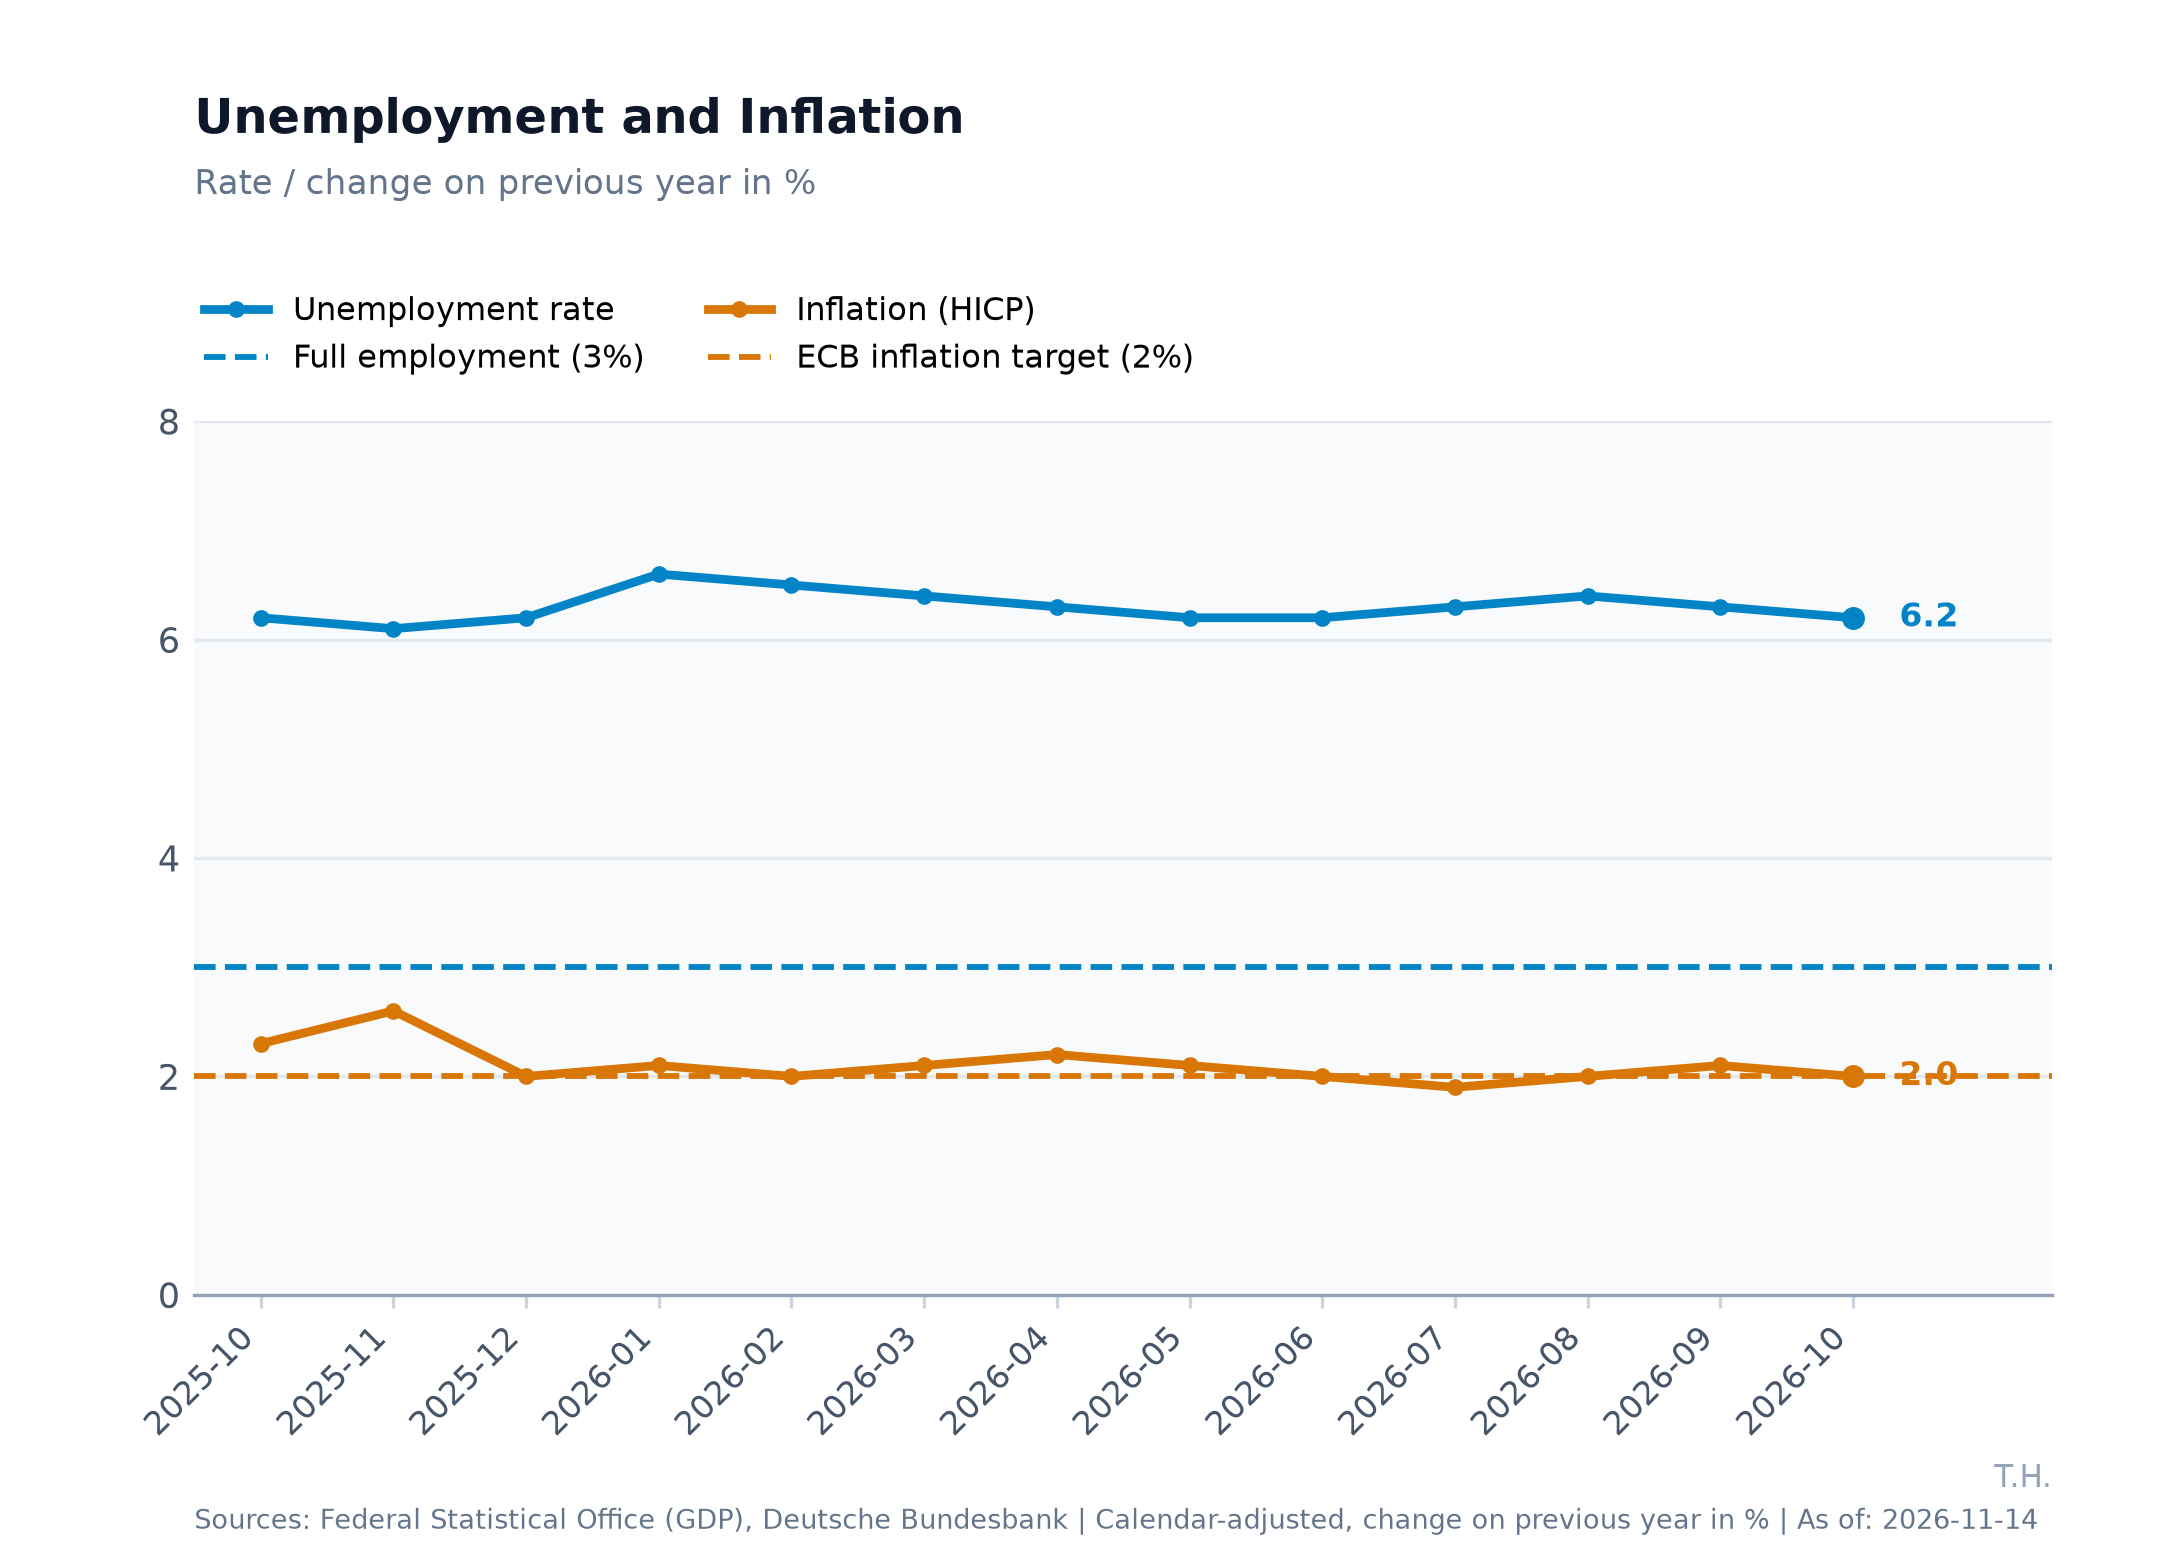 Unemployment and Inflation
Rate / change on previous year in %
Unemployment rate
Inflation (HICP)
Full employment (3%)
ECB inflation target (2%)
8
6
4
2
0
6.2
2.0
2025-10
2025-11
2025-12
2026-01
2026-02
2026-03
2026-04
2026-05
2026-06
2026-07
2026-08
2026-09
2026-10
T.H.
Sources: Federal Statistical Office (GDP), Deutsche Bundesbank | Calendar-adjusted, change on previous year in % | As of: 2026-11-14